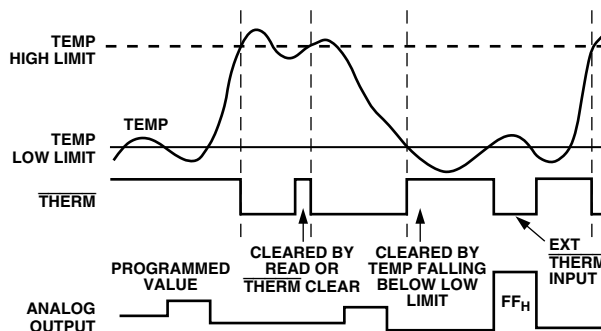 TEMP
HIGH LIMIT
TEMP
TEMP
LOW LIMIT
THERM
CLEARED BY
READ OR
THERM CLEAR
CLEARED BY
TEMP FALLING
BELOW LOW
LIMIT
EXT
THERM
INPUT
PROGRAMMED
VALUE
ANALOG
OUTPUT
FFH